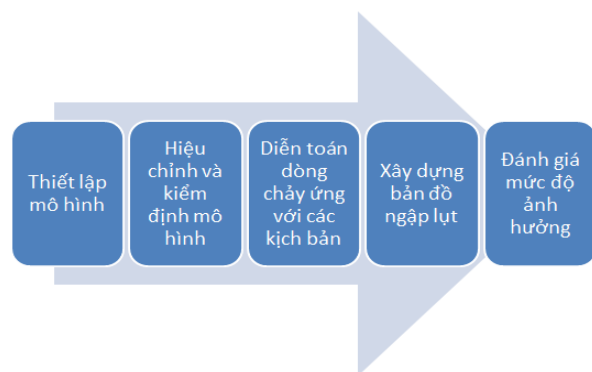 Thiết lập
mô hình
Hiệu
chỉnh và
kiểm
định mô
hình
Diễn toán
dòng
chảy ứng
với các
kịch bản
Xây dựng
bản đồ
ngập lụt
Đánh giá
mức độ
ảnh
hưởng